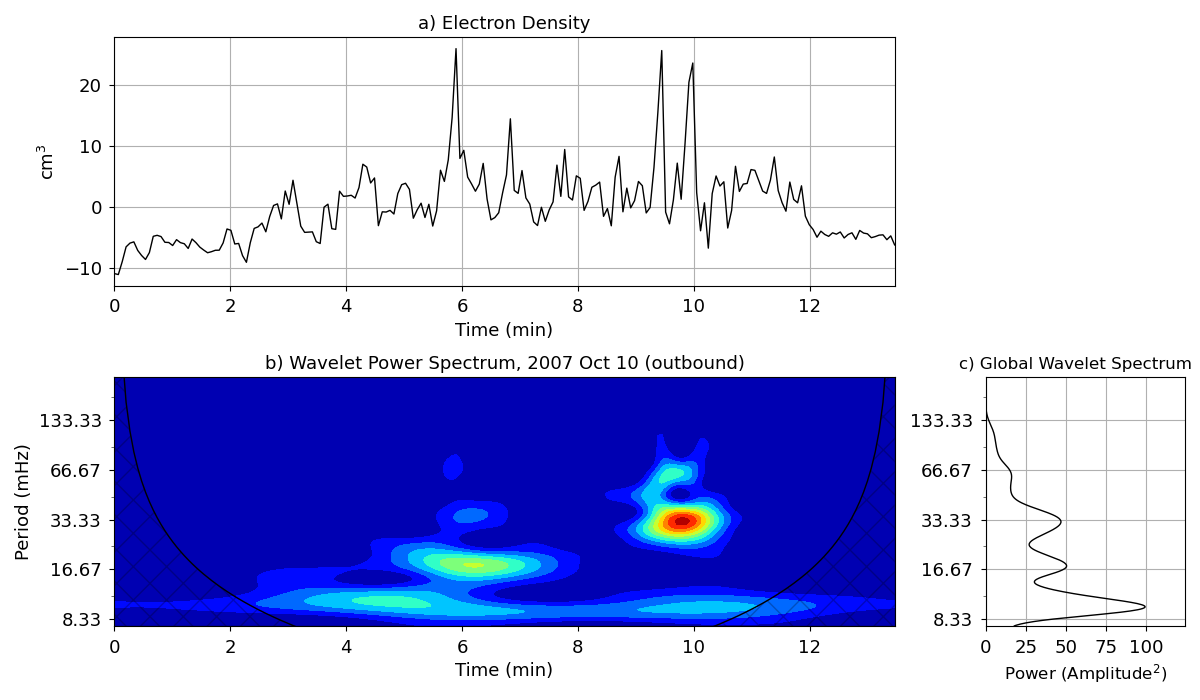 a) Electron Density
20
10
0
−10
cm³
0 2 4 6 8 10 12
Time (min)
b) Wavelet Power Spectrum, 2007 Oct 10 (outbound)
133.33
66.67
33.33
16.67
8.33
Period (mHz)
0 2 4 6 8 10 12
Time (min)
c) Global Wavelet Spectrum
133.33
66.67
33.33
16.67
8.33
0 25 50 75 100
Power (Amplitude²)